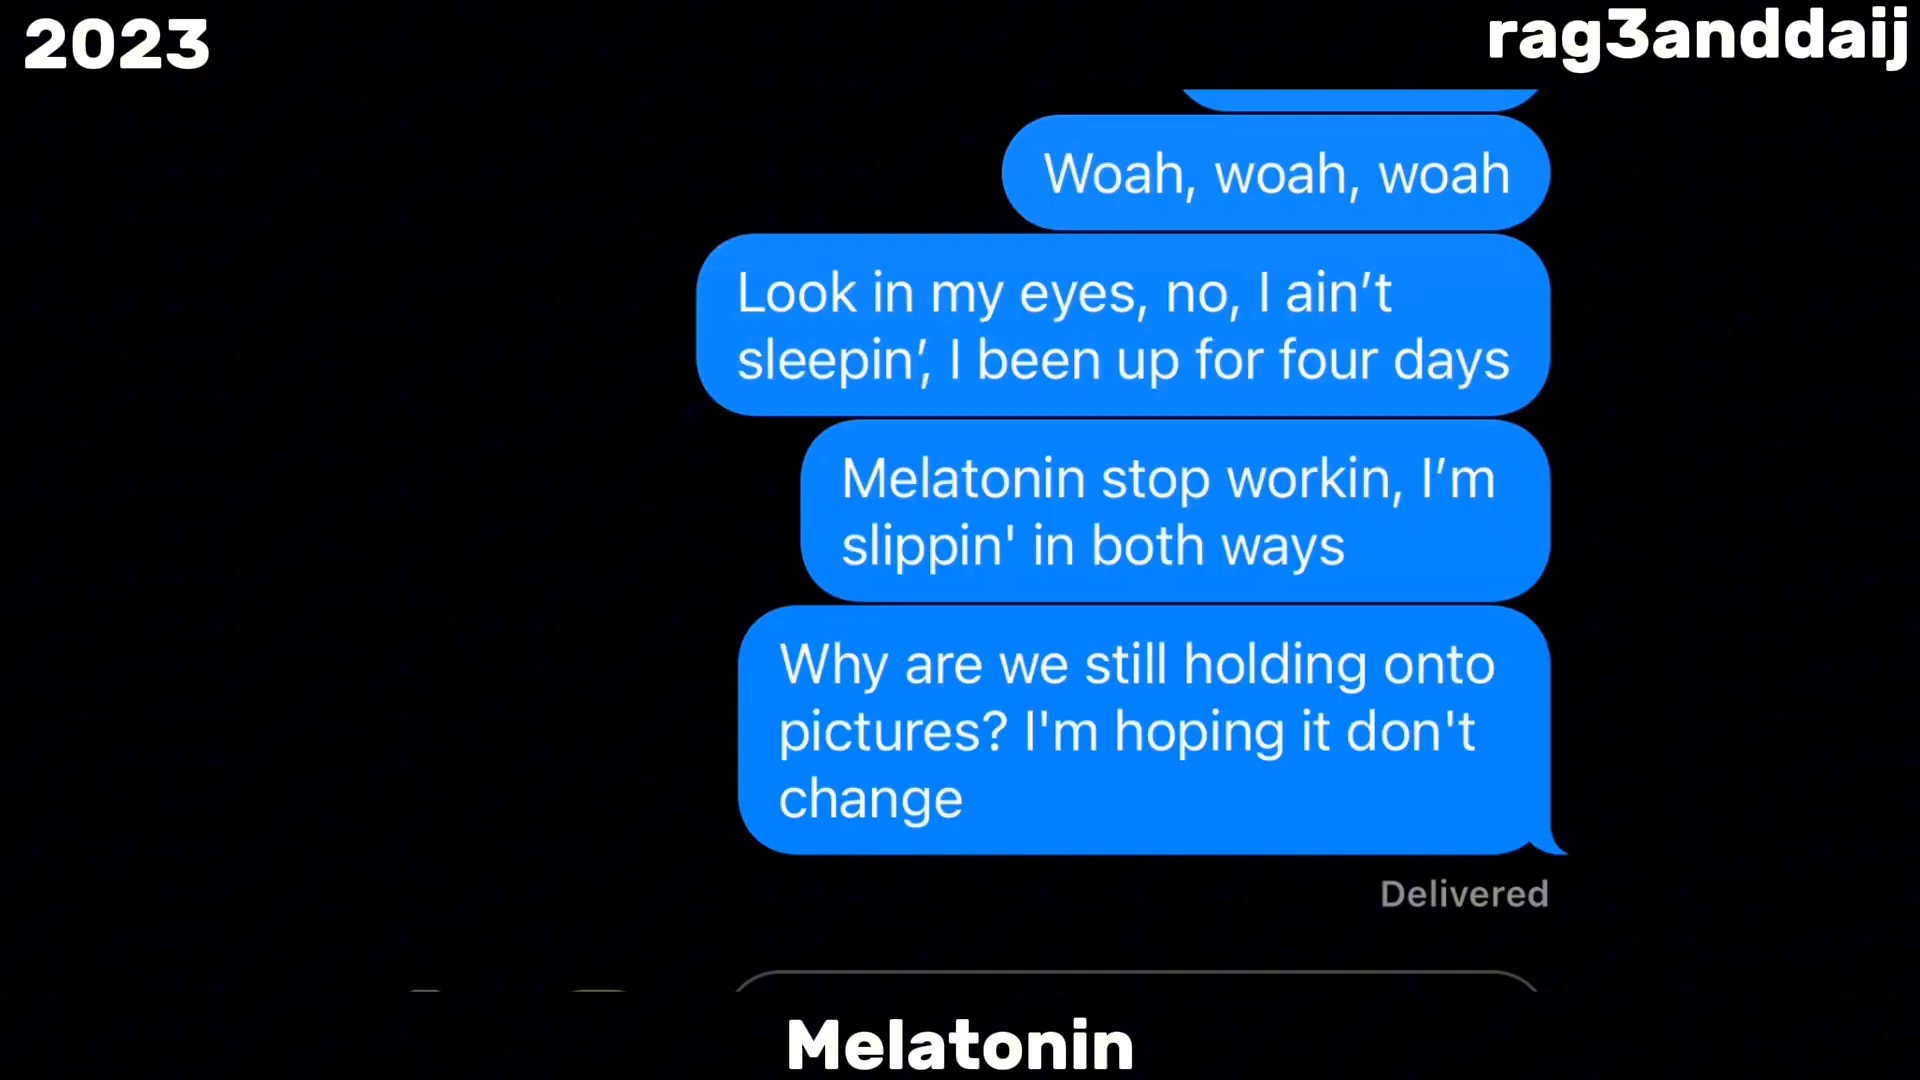 2023
rag3anddaij
Woah, woah, woah
Look in my eyes, no, I ain’t
sleepin’, I been up for four days
Melatonin stop workin, I’m
slippin' in both ways
Why are we still holding onto
pictures? I'm hoping it don't
change
Delivered
Melatonin